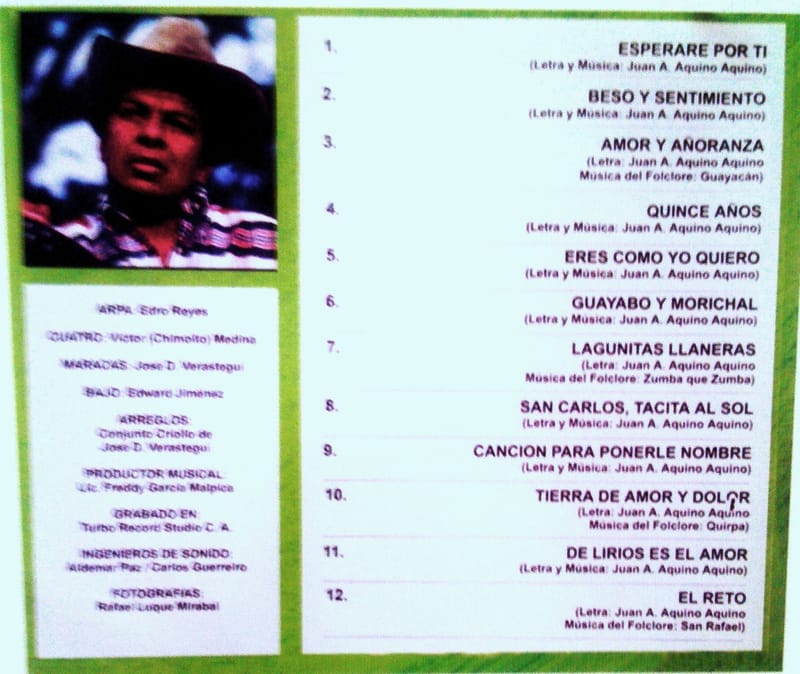 1. ESPERARE POR TI
(Letra y Música: Juan A. Aquino Aquino)
2. BESO Y SENTIMIENTO
(Letra y Música: Juan A. Aquino Aquino)
3. AMOR Y AÑORANZA
(Letra: Juan A. Aquino Aquino
Música del Folclore: Guayacán)
4. QUINCE AÑOS
(Letra y Música: Juan A. Aquino Aquino)
5. ERES COMO YO QUIERO
(Letra y Música: Juan A. Aquino Aquino)
6. GUAYABO Y MORICHAL
(Letra y Música: Juan A. Aquino Aquino)
7. LAGUNITAS LLANERAS
(Letra: Juan A. Aquino Aquino
Música del Folclore: Zumba que Zumba)
8. SAN CARLOS, TACITA AL SOL
(Letra y Música: Juan A. Aquino Aquino)
9. CANCION PARA PONERLE NOMBRE
(Letra y Música: Juan A. Aquino Aquino)
10. TIERRA DE AMOR Y DOLOR
(Letra: Juan A. Aquino Aquino
Música del Folclore: Quirpa)
11. DE LIRIOS ES EL AMOR
(Letra y Música: Juan A. Aquino Aquino)
12. EL RETO
(Letra: Juan A. Aquino Aquino
Música del Folclore: San Rafael)
ARPA: Reyes
CUATRO: Víctor (Chimoíto) Medina
MARACAS: José D. Verastegui
BAJO: Edward Jiménez
ARREGLOS:
Conjunto Criollo de
José D. Verastegui
PRODUCTOR MUSICAL:
Lic. Freddy García Malpica
GRABADO EN:
Turbo Record Studio C. A.
INGENIEROS DE SONIDO:
Aldemar Paz / Carlos Guerreiro
FOTOGRAFIAS:
Rafael Luque Mirabal